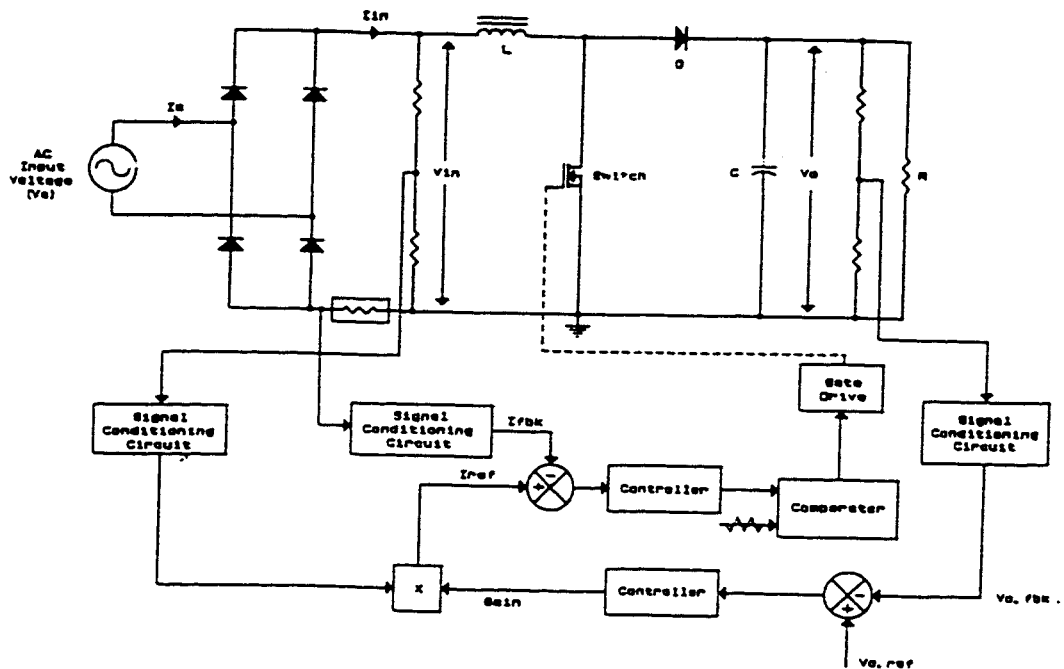 Iin
L
D
Is
AC
Input
Voltage
(Vs)
Vin
Switch
C
Vo
R
Gate
Drive
Signal
Conditioning
Circuit
Signal
Conditioning
Circuit
Ifbk
Signal
Conditioning
Circuit
Iref
-
+
Controller
Comparator
X
Gain
Controller
-
+
Vo, fbk.
Vo, ref